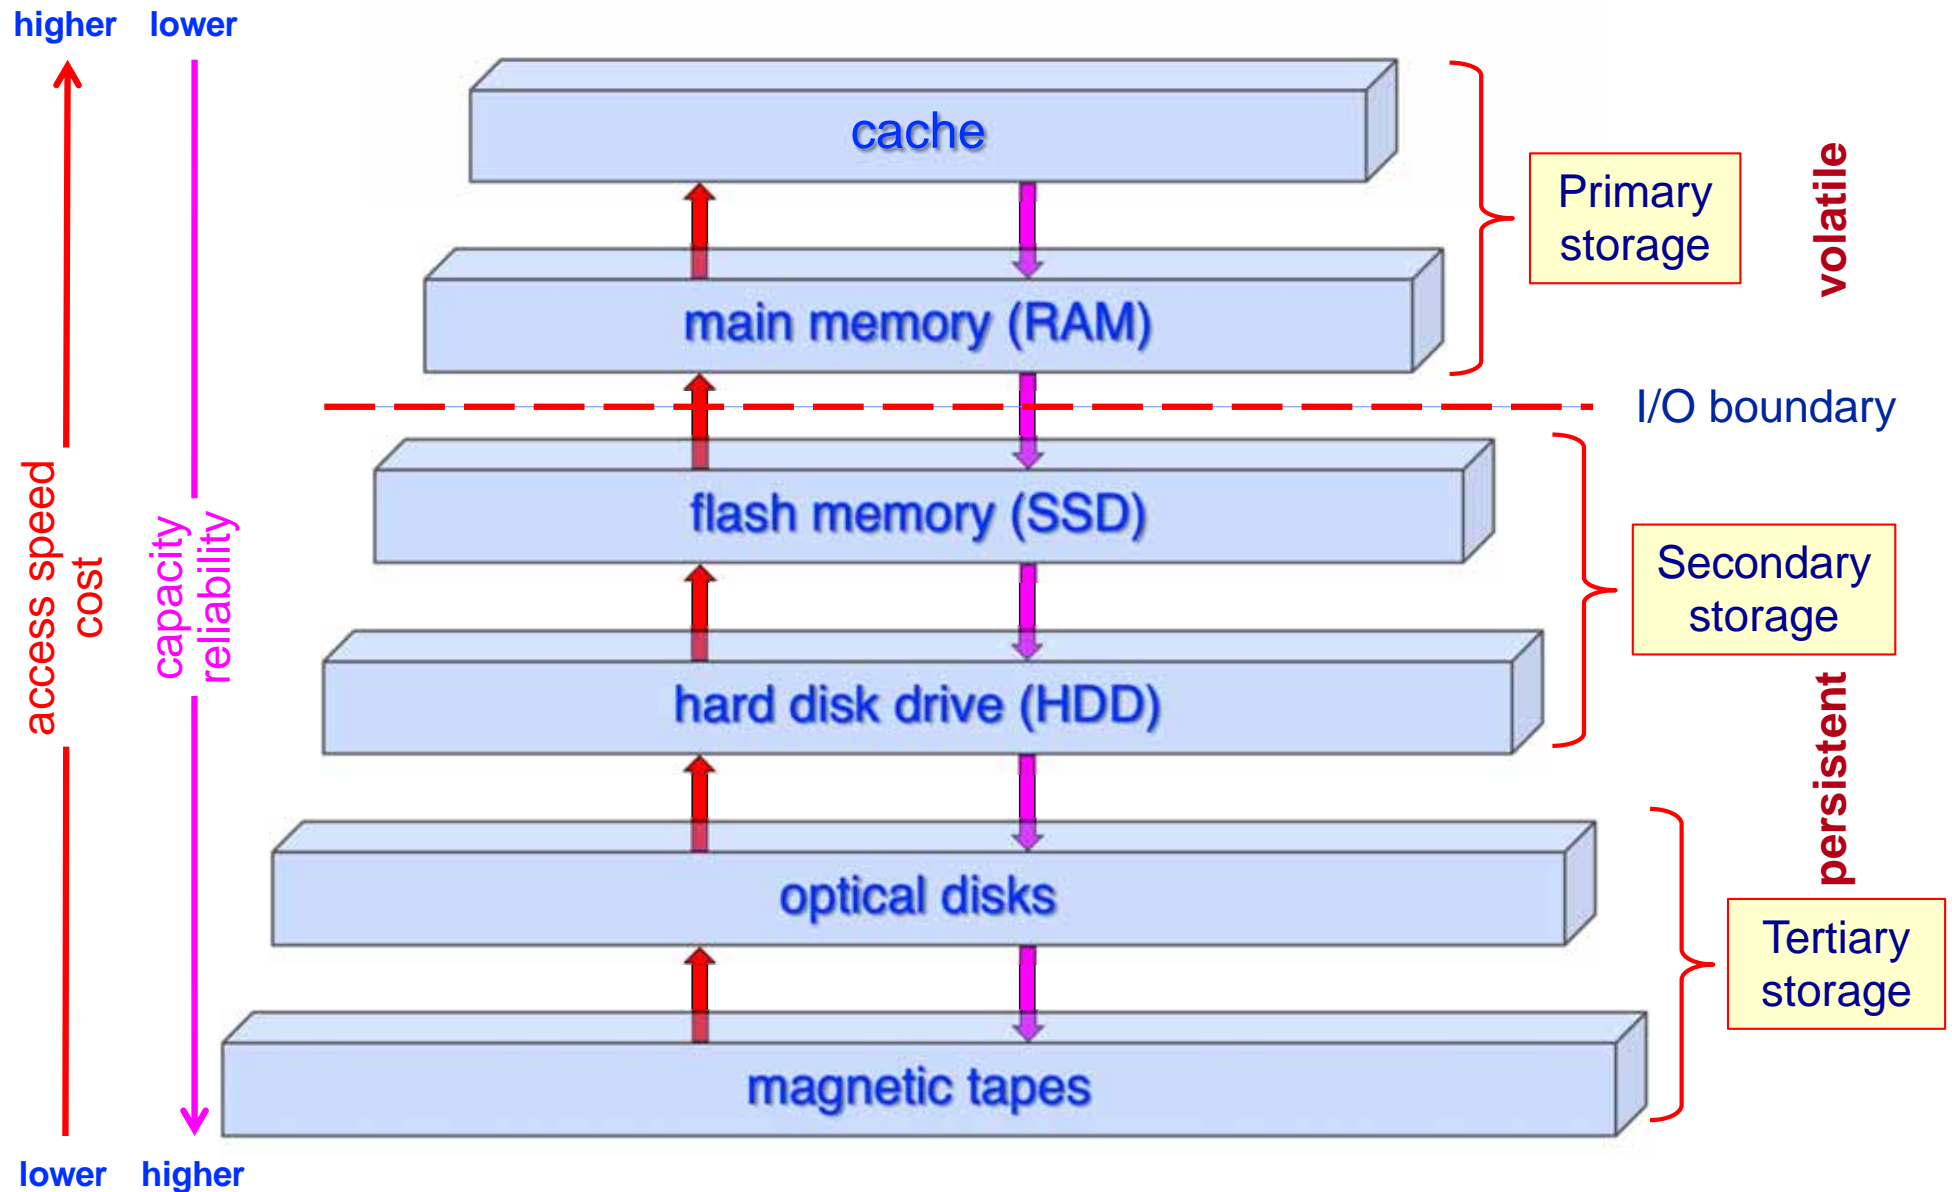 higher lower
cache
Primary
storage
volatile
main memory (RAM)
I/O boundary
access speed
cost
capacity
reliability
flash memory (SSD)
Secondary
storage
hard disk drive (HDD)
persistent
optical disks
Tertiary
storage
magnetic tapes
lower higher